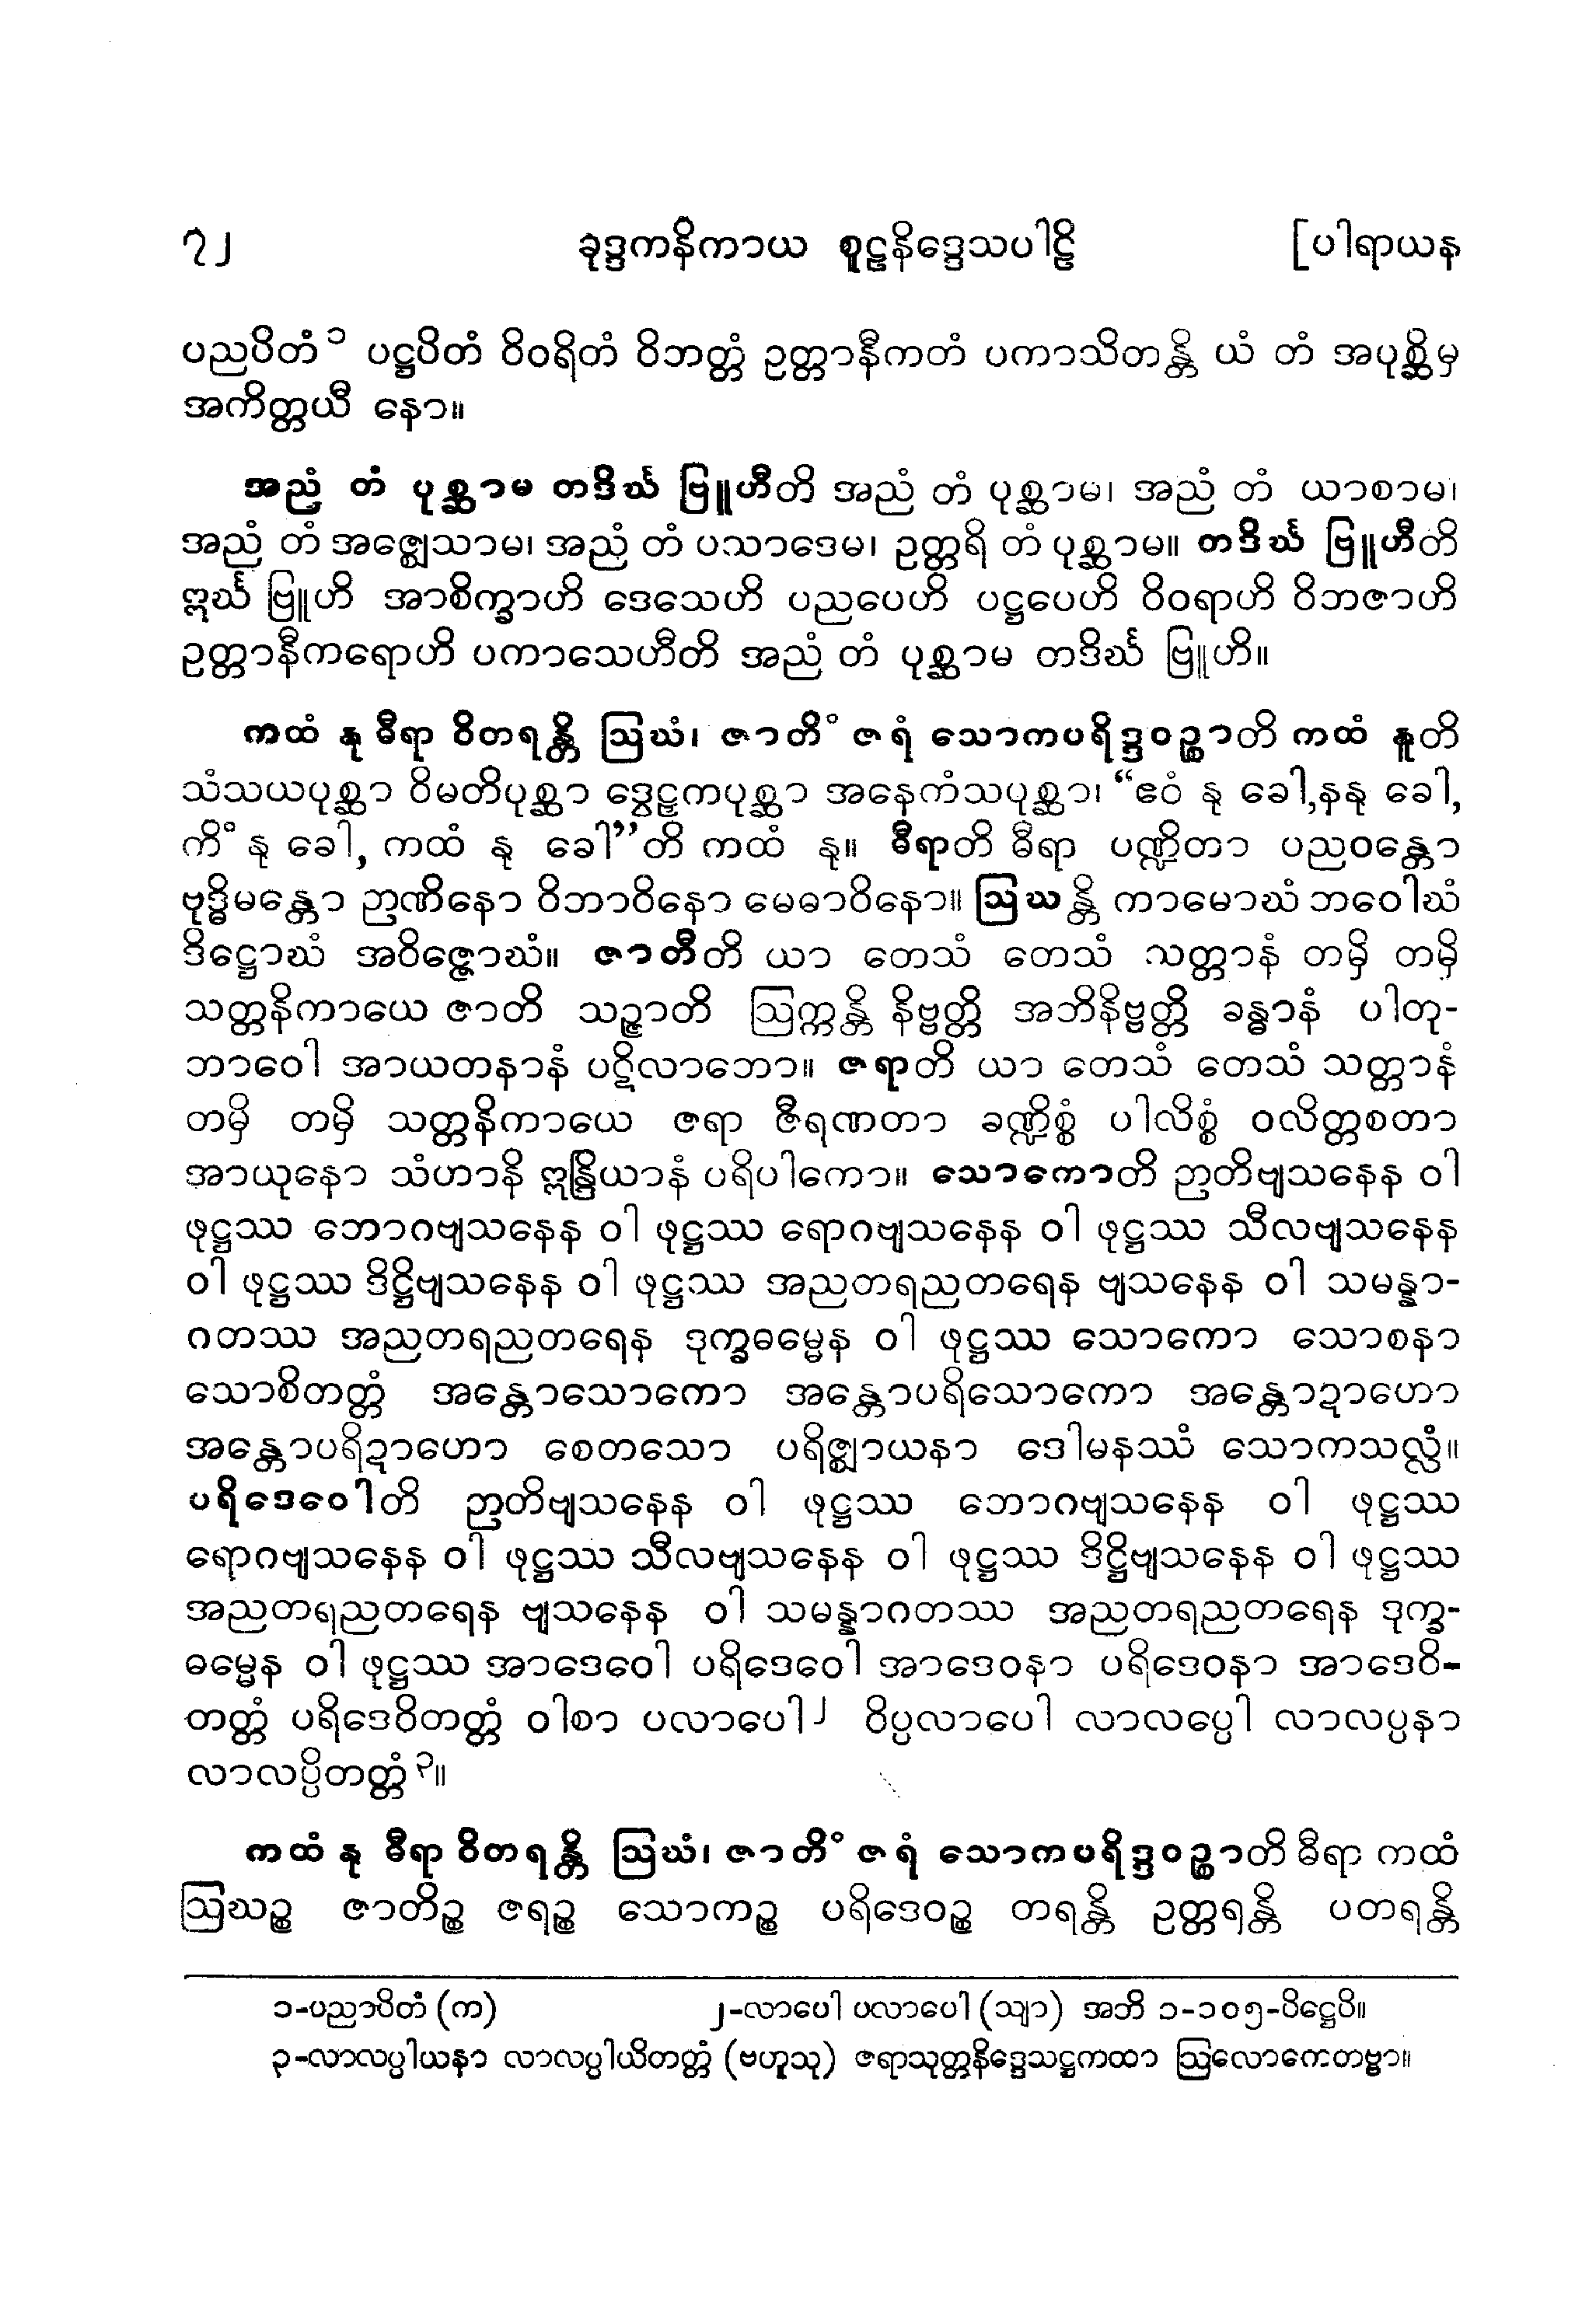 ၇၂ ခုဒ္ဒကနိကာယ စူဠနိဒ္ဒေသပါဠိ [ပါရာယန
ပညပိတံ၁ ပဋ္ဌပိတံ ဝိဝရိတံ ဝိဘတ္တံ ဥတ္တာနီကတံ ပကာသိတန္တိ ယံ တံ အပုစ္ဆိမှ
အကိတ္တယီ နော။
အညံ တံ ပုစ္ဆာမ တဒိင်္ဃ ဗြူဟီတိ အညံ တံ ပုစ္ဆာမ၊ အညံ တံ ယာစာမ၊
အညံ တံ အဇ္ဈေသာမ၊ အညံ တံ ပသာဒေမ၊ ဥတ္တရိ တံ ပုစ္ဆာမ။ တဒိင်္ဃ ဗြူဟီတိ
ဣင်္ဃ ဗြူဟိ အာစိက္ခာဟိ ဒေသေဟိ ပညပေဟိ ပဋ္ဌပေဟိ ဝိဝရာဟိ ဝိဘဇာဟိ
ဥတ္တာနီကရောဟိ ပကာသေဟီတိ အညံ တံ ပုစ္ဆာမ တဒိင်္ဃ ဗြူဟိ။
ကထံ နု ဓီရာ ဝိတရန္တိ ဩဃံ၊ ဇာတိံ ဇရံ သောကပရိဒ္ဒဝဉ္စာတိ ကထံ နူတိ
သံသယပုစ္ဆာ ဝိမတိပုစ္ဆာ ဒွေဠှကပုစ္ဆာ အနေကံသပုစ္ဆာ၊ “ဧဝံ နု ခေါ,နနု ခေါ,
ကိံ နု ခေါ, ကထံ နု ခေါ”တိ ကထံ နု။ ဓီရာတိ ဓီရာ ပဏ္ဍိတာ ပညဝန္တော
ဗုဒ္ဓိမန္တော ဉာဏိနော ဝိဘာဝိနော မေဓာဝိနော။ ဩဃန္တိ ကာမောဃံ ဘဝေါဃံ
ဒိဋ္ဌောဃံ အဝိဇ္ဇောဃံ။ ဇာတီတိ ယာ တေသံ တေသံ သတ္တာနံ တမှိ တမှိ
သတ္တနိကာယေ ဇာတိ သဉ္ဇာတိ ဩက္ကန္တိ နိဗ္ဗတ္တိ အဘိနိဗ္ဗတ္တိ ခန္ဓာနံ ပါတု-
ဘာဝေါ အာယတနာနံ ပဋိလာဘော။ ဇရာတိ ယာ တေသံ တေသံ သတ္တာနံ
တမှိ တမှိ သတ္တနိကာယေ ဇရာ ဇီရဏတာ ခဏ္ဍိစ္စံ ပါလိစ္စံ ဝလိတ္တစတာ
အာယုနော သံဟာနိ ဣန္ဒြိယာနံ ပရိပါကော။ သောကောတိ ဉာတိဗျသနေန ဝါ
ဖုဋ္ဌဿ ဘောဂဗျသနေန ဝါ ဖုဋ္ဌဿ ရောဂဗျသနေန ဝါ ဖုဋ္ဌဿ သီလဗျသနေန
ဝါ ဖုဋ္ဌဿ ဒိဋ္ဌိဗျသနေန ဝါ ဖုဋ္ဌဿ အညတရညတရေန ဗျသနေန ဝါ သမန္နာ-
ဂတဿ အညတရညတရေန ဒုက္ခဓမ္မေန ဝါ ဖုဋ္ဌဿ သောကော သောစနာ
သောစိတတ္တံ အန္တောသောကော အန္တောပရိသောကော အန္တောဍာဟော
အန္တောပရိဍာဟော စေတသော ပရိဇ္ဈာယနာ ဒေါမနဿံ သောကသလ္လံ။
ပရိဒေဝေါတိ ဉာတိဗျသနေန ဝါ ဖုဋ္ဌဿ ဘောဂဗျသနေန ဝါ ဖုဋ္ဌဿ
ရောဂဗျသနေန ဝါ ဖုဋ္ဌဿ သီလဗျသနေန ဝါ ဖုဋ္ဌဿ ဒိဋ္ဌိဗျသနေန ဝါ ဖုဋ္ဌဿ
အညတရညတရေန ဗျသနေန ဝါ သမန္နာဂတဿ အညတရညတရေန ဒုက္ခ-
ဓမ္မေန ဝါ ဖုဋ္ဌဿ အာဒေဝေါ ပရိဒေဝေါ အာဒေဝနာ ပရိဒေဝနာ အာဒေဝိ-
တတ္တံ ပရိဒေဝိတတ္တံ ဝါစာ ပလာပေါ၂ ဝိပ္ပလာပေါ လာလပ္ပေါ လာလပ္ပနာ
လာလပ္ပိတတ္တံ၃။
ကထံ နု ဓီရာ ဝိတရန္တိ ဩဃံ၊ ဇာတိံ ဇရံ သောကပရိဒ္ဒဝဉ္စာတိ ဓီရာ ကထံ
ဩဃဉ္စ ဇာတိဉ္စ ဇရဉ္စ သောကဉ္စ ပရိဒေဝဉ္စ တရန္တိ ဥတ္တရန္တိ ပတရန္တိ
၁-ပညာပိတံ (က) ၂-လာပေါ ပလာပေါ (သျာ) အဘိ ၁-၁၀၅-ပိဋ္ဌေပိ။
၃-လာလပ္ပါယနာ လာလပ္ပါယိတတ္တံ (ဗဟူသု) ဇရာသုတ္တနိဒ္ဒေသဋ္ဌကထာ ဩလောကေတဗ္ဗာ။